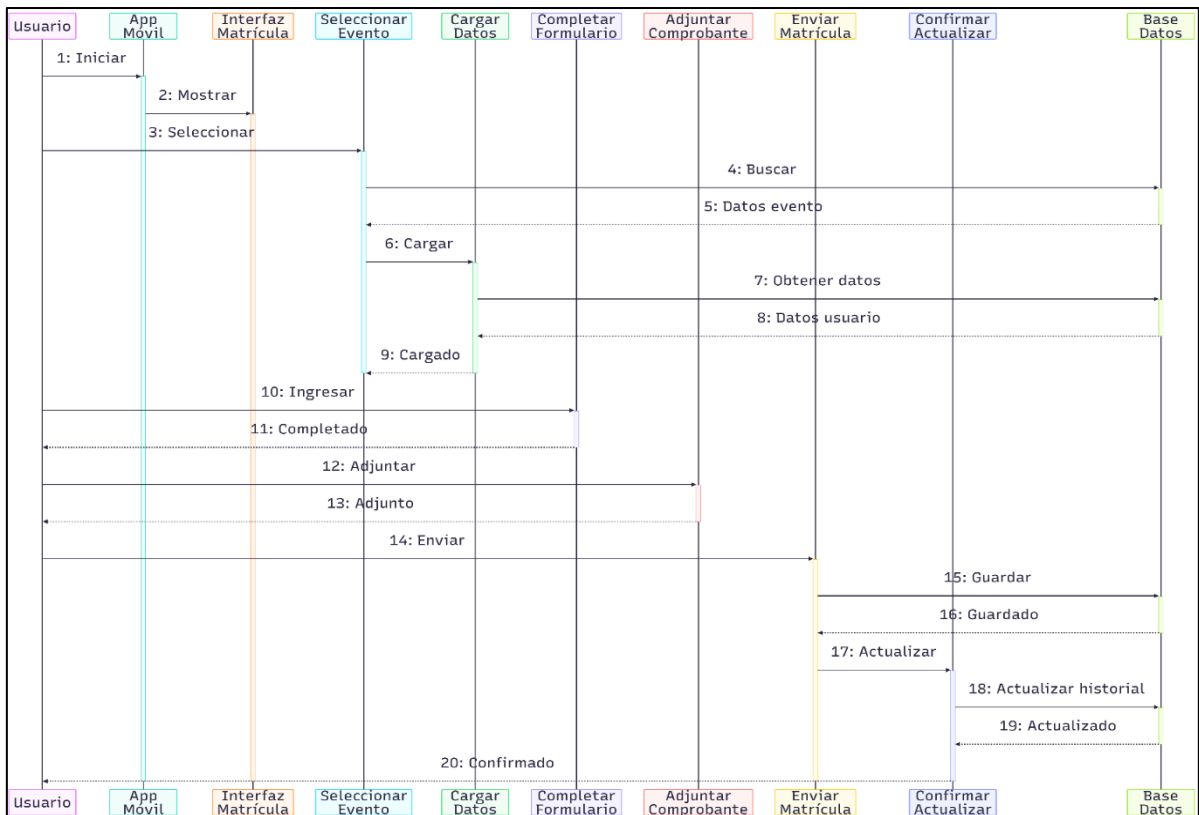 Usuario
App
Móvil
Interfaz
Matrícula
Seleccionar
Evento
Cargar
Datos
Completar
Formulario
Adjuntar
Comprobante
Enviar
Matrícula
Confirmar
Actualizar
Base
Datos
1: Iniciar
2: Mostrar
3: Seleccionar
4: Buscar
5: Datos evento
6: Cargar
7: Obtener datos
8: Datos usuario
9: Cargado
10: Ingresar
11: Completado
12: Adjuntar
13: Adjunto
14: Enviar
15: Guardar
16: Guardado
17: Actualizar
18: Actualizar historial
19: Actualizado
20: Confirmado
Usuario
App
Móvil
Interfaz
Matrícula
Seleccionar
Evento
Cargar
Datos
Completar
Formulario
Adjuntar
Comprobante
Enviar
Matrícula
Confirmar
Actualizar
Base
Datos